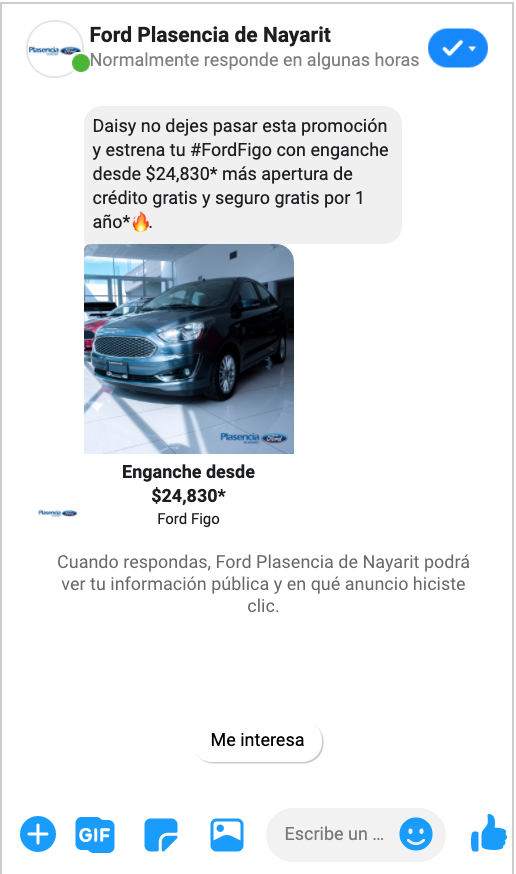 Ford Plasencia de Nayarit
Normalmente responde en algunas horas
Plasencia Ford
Daisy no dejes pasar esta promoción
y estrena tu #FordFigo con enganche
desde $24,830* más apertura de
crédito gratis y seguro gratis por 1
año*🔥.
Plasencia Ford
Enganche desde
$24,830*
Ford Figo
Plasencia Ford
Cuando respondas, Ford Plasencia de Nayarit podrá
ver tu información pública y en qué anuncio hiciste
clic.
Me interesa
GIF
Escribe un ...